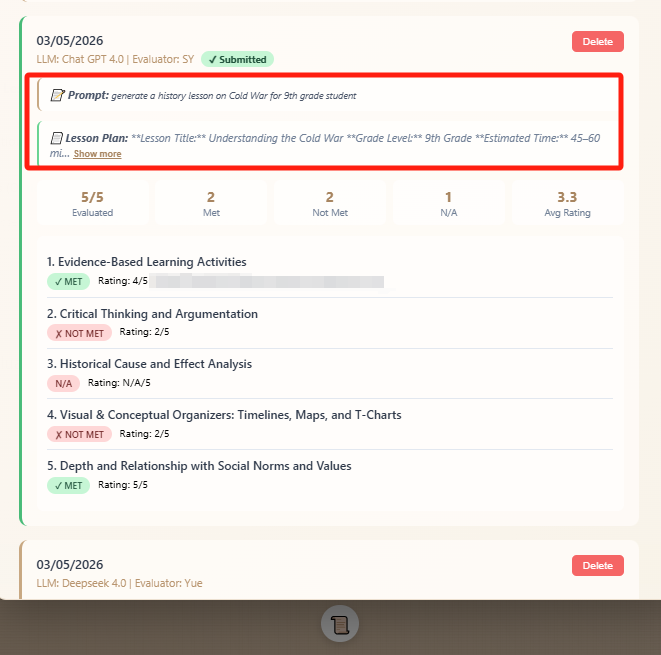 03/05/2026
Delete
LLM: Chat GPT 4.0 | Evaluator: SY ✓ Submitted
Prompt: generate a history lesson on Cold War for 9th grade student
Lesson Plan: **Lesson Title:** Understanding the Cold War **Grade Level:** 9th Grade **Estimated Time:** 45–60
mi... Show more
5/5
Evaluated
2
Met
2
Not Met
1
N/A
3.3
Avg Rating
1. Evidence-Based Learning Activities
✓ MET Rating: 4/5
2. Critical Thinking and Argumentation
✗ NOT MET Rating: 2/5
3. Historical Cause and Effect Analysis
N/A Rating: N/A/5
4. Visual & Conceptual Organizers: Timelines, Maps, and T-Charts
✗ NOT MET Rating: 2/5
5. Depth and Relationship with Social Norms and Values
✓ MET Rating: 5/5
03/05/2026
Delete
LLM: Deepseek 4.0 | Evaluator: Yue